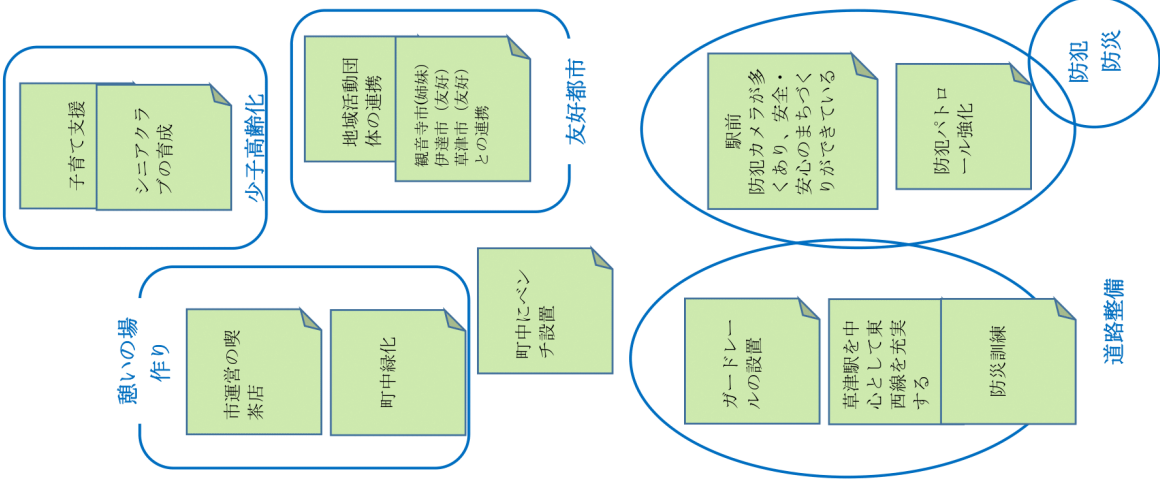 憩いの場
作り
市運営の喫
茶店
町中緑化
町中にベン
チ設置
子育て支援
シニアクラ
ブの育成
少子高齢化
地域活動団
体の連携
観音寺市(姉妹)
伊達市（友好）
草津市（友好）
との連携
友好都市
ガードレー
ルの設置
草津駅を中
心として東
西線を充実
する
防災訓練
道路整備
駅前
防犯カメラが多
くあり、安全・
安心のまちづく
りができている
防犯パトロ
ール強化
防犯
防災